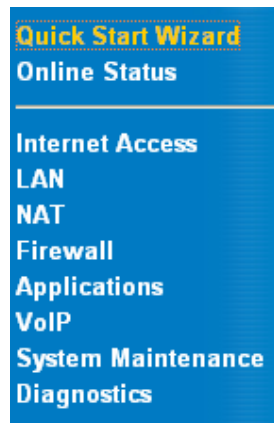 Quick Start Wizard
Online Status
Internet Access
LAN
NAT
Firewall
Applications
VoIP
System Maintenance
Diagnostics